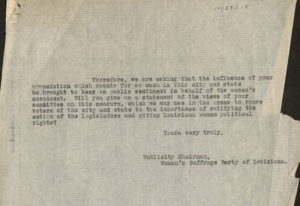 10/23/18
Therefore, we are asking that the influence of your
association which counts for so much in this city and state
be brought to bear on public sentiment in behalf of the woman's
amendment. Will you give us a statement of the views of your
committee on this measure, which we may use in the press to rouse
voters of the city and state to the importance of ratifying the
action of the legislature and giving Louisiana women political
rights?
Yours very truly,
Publicity Chairman,
Woman's Suffrage Party of Louisiana.